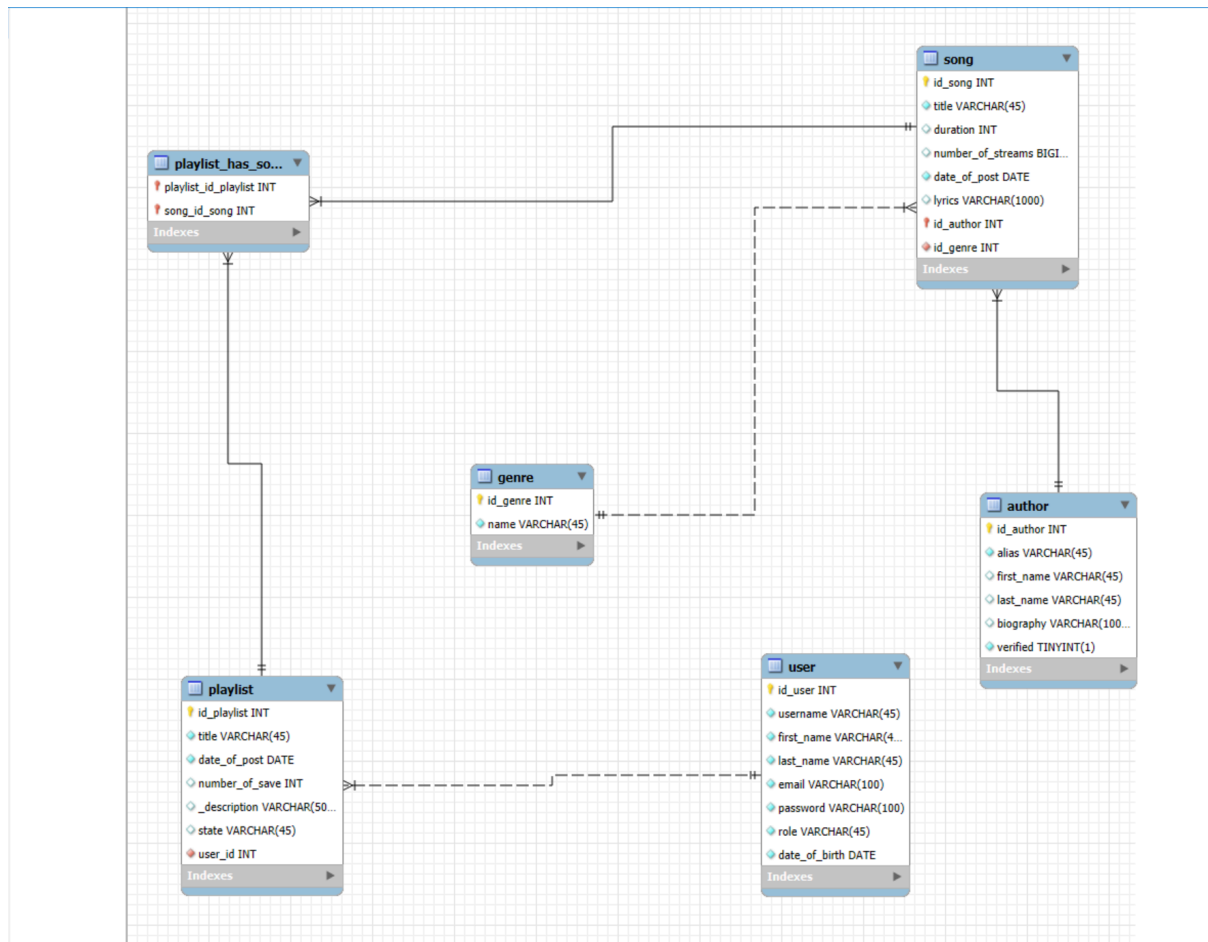 song
id_song INT
title VARCHAR(45)
duration INT
number_of_streams BIGI...
date_of_post DATE
lyrics VARCHAR(1000)
id_author INT
id_genre INT
Indexes
playlist_has_so...
playlist_id_playlist INT
song_id_song INT
Indexes
genre
id_genre INT
name VARCHAR(45)
Indexes
author
id_author INT
alias VARCHAR(45)
first_name VARCHAR(45)
last_name VARCHAR(45)
biography VARCHAR(100...
verified TINYINT(1)
Indexes
playlist
id_playlist INT
title VARCHAR(45)
date_of_post DATE
number_of_save INT
_description VARCHAR(50...
state VARCHAR(45)
user_id INT
Indexes
user
id_user INT
username VARCHAR(45)
first_name VARCHAR(4...
last_name VARCHAR(45)
email VARCHAR(100)
password VARCHAR(100)
role VARCHAR(45)
date_of_birth DATE
Indexes